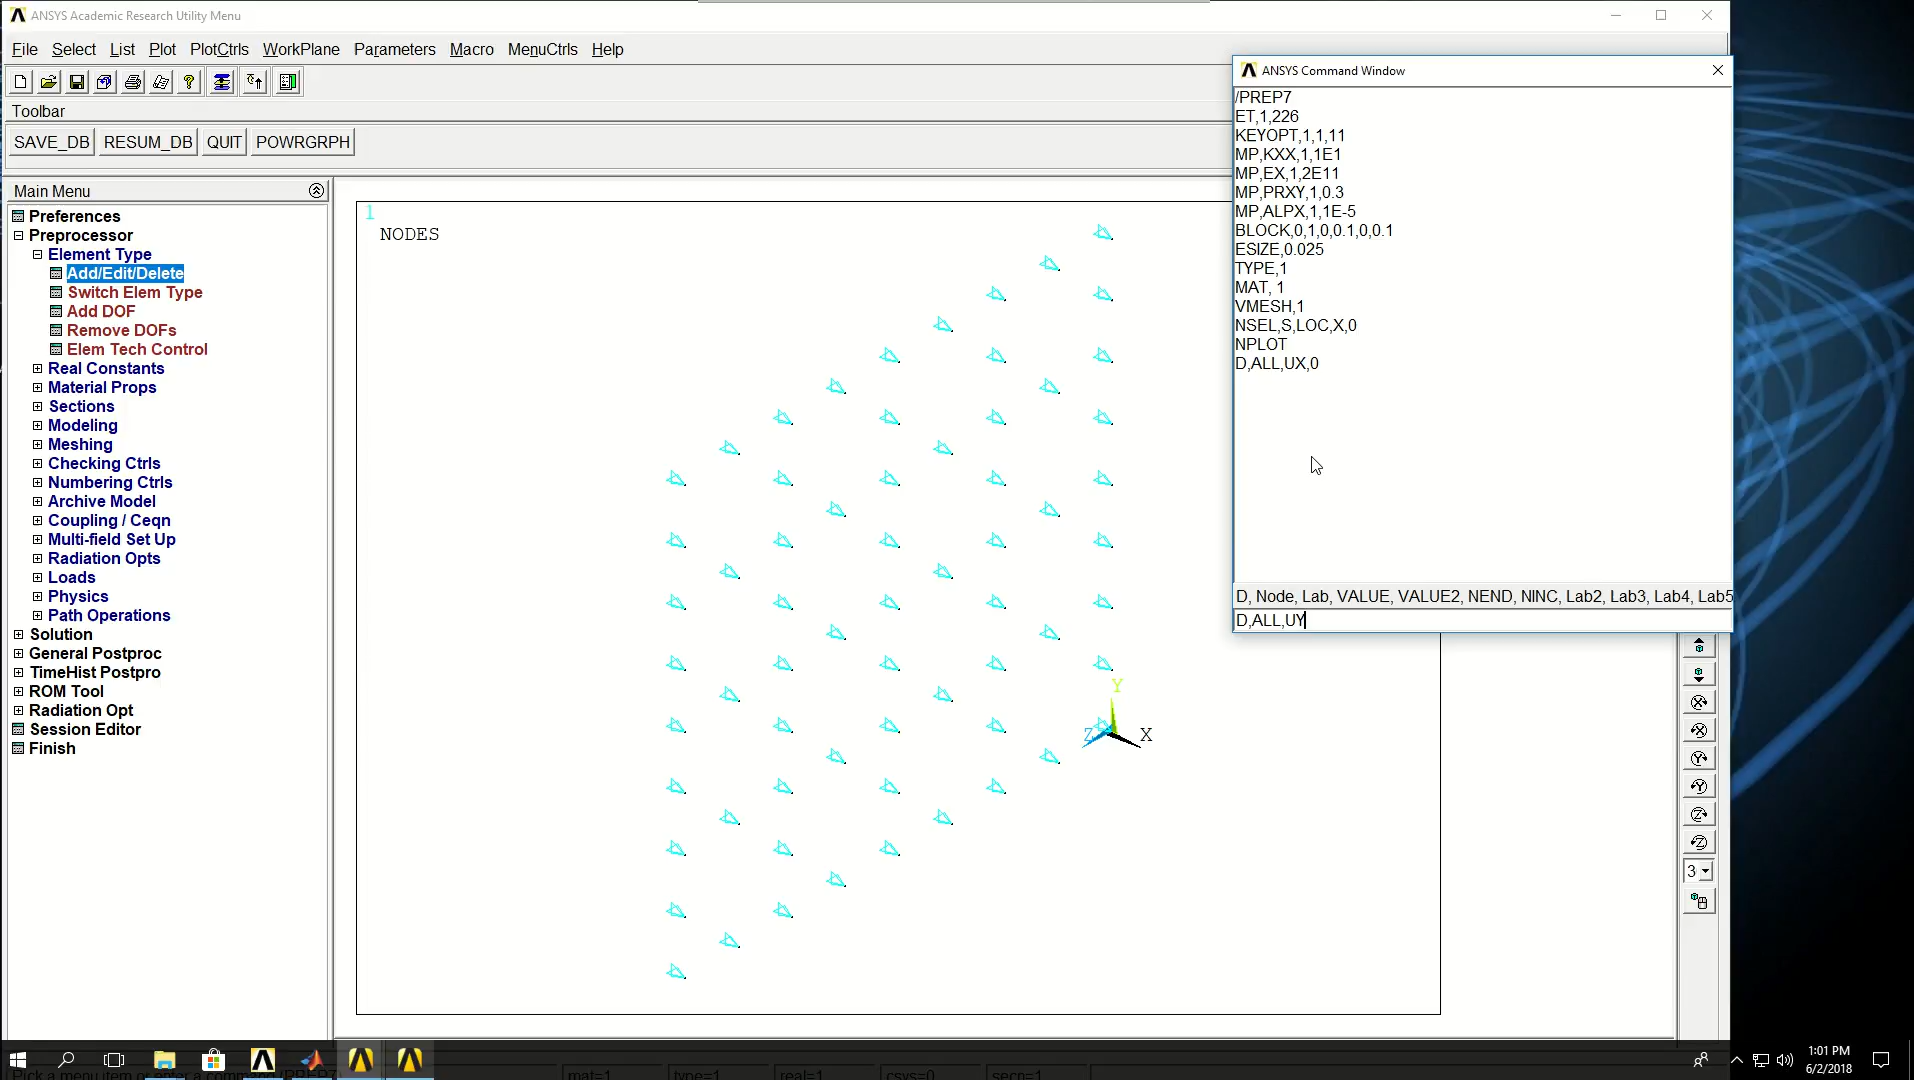 ANSYS Academic Research Utility Menu
File Select List Plot PlotCtrls WorkPlane Parameters Macro MenuCtrls Help
Toolbar
SAVE_DB RESUM_DB QUIT POWRGRPH
Main Menu
Preferences
Preprocessor
Element Type
Add/Edit/Delete
Switch Elem Type
Add DOF
Remove DOFs
Elem Tech Control
Real Constants
Material Props
Sections
Modeling
Meshing
Checking Ctrls
Numbering Ctrls
Archive Model
Coupling / Ceqn
Multi-field Set Up
Radiation Opts
Loads
Physics
Path Operations
Solution
General Postproc
TimeHist Postpro
ROM Tool
Radiation Opt
Session Editor
Finish
1
NODES
Y
Z
X
ANSYS Command Window
/PREP7
ET,1,226
KEYOPT,1,1,11
MP,KXX,1,1E1
MP,EX,1,2E11
MP,PRXY,1,0.3
MP,ALPX,1,1E-5
BLOCK,0,1,0,0.1,0,0.1
ESIZE,0.025
TYPE,1
MAT, 1
VMESH,1
NSEL,S,LOC,X,0
NPLOT
D,ALL,UX,0
D, Node, Lab, VALUE, VALUE2, NEND, NINC, Lab2, Lab3, Lab4, Lab5
D,ALL,UY
3
Pick a menu item or enter a command (PREP7) mat=1 type=1 real=1 csys=0 secn=1
1:01 PM
6/2/2018